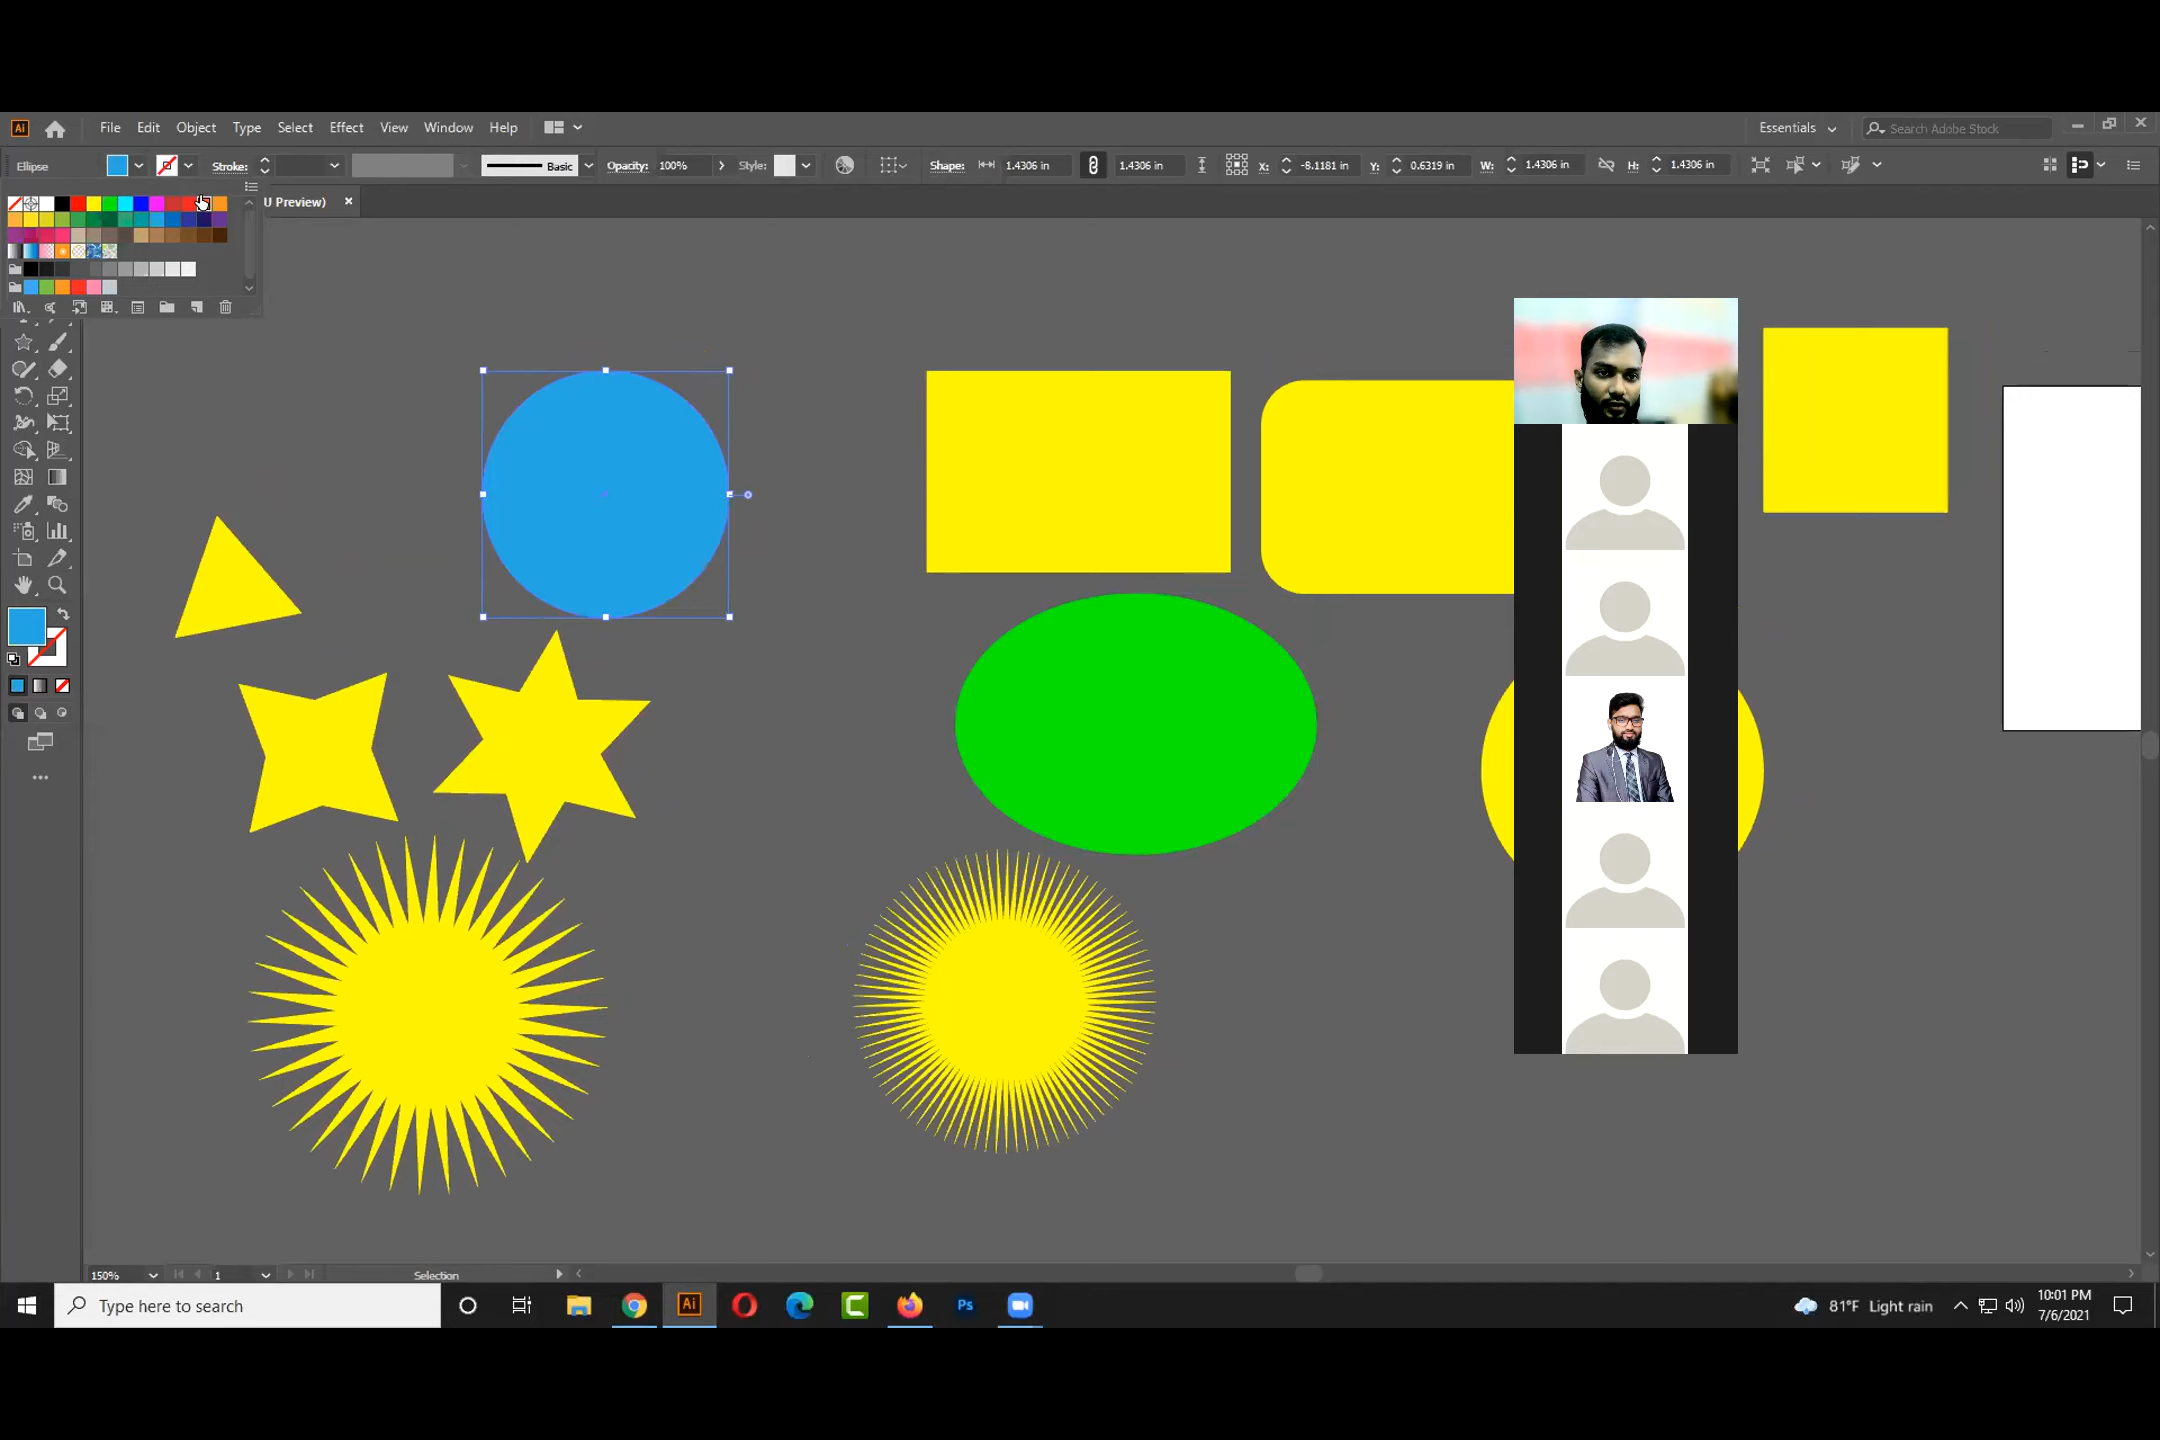 Ai File Edit Object Type Select Effect View Window Help Essentials Search Adobe Stock
Ellipse Stroke: Basic Opacity: 100% Style: Shape: 1.4306 in 1.4306 in X: -8.1181 in Y: 0.6319 in W: 1.4306 in H: 1.4306 in
U Preview) ×
150% 1 Selection
Type here to search Ai Ps 81°F Light rain 10:01 PM
7/6/2021